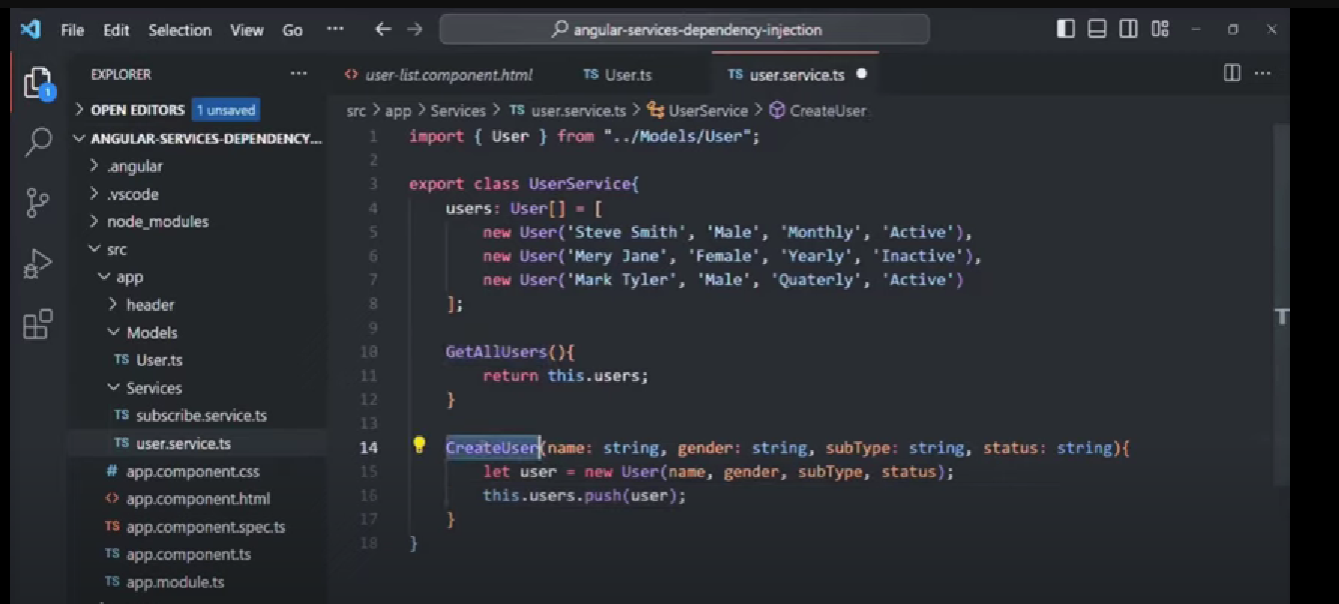 File Edit Selection View Go ··· angular-services-dependency-injection
EXPLORER ···
OPEN EDITORS 1 unsaved
ANGULAR-SERVICES-DEPENDENCY...
.angular
.vscode
node_modules
src
app
header
Models
TS User.ts
Services
TS subscribe.service.ts
TS user.service.ts
# app.component.css
<> app.component.html
TS app.component.spec.ts
TS app.component.ts
TS app.module.ts
1
<> user-list.component.html TS User.ts TS user.service.ts ● ···
src > app > Services > TS user.service.ts > UserService > CreateUser
1 import { User } from "../Models/User";
2
3 export class UserService{
4 users: User[] = [
5 new User('Steve Smith', 'Male', 'Monthly', 'Active'),
6 new User('Mery Jane', 'Female', 'Yearly', 'Inactive'),
7 new User('Mark Tyler', 'Male', 'Quaterly', 'Active')
8 ];
9
10 GetAllUsers(){
11 return this.users;
12 }
13
14 CreateUser(name: string, gender: string, subType: string, status: string){
15 let user = new User(name, gender, subType, status);
16 this.users.push(user);
17 }
18 }
T